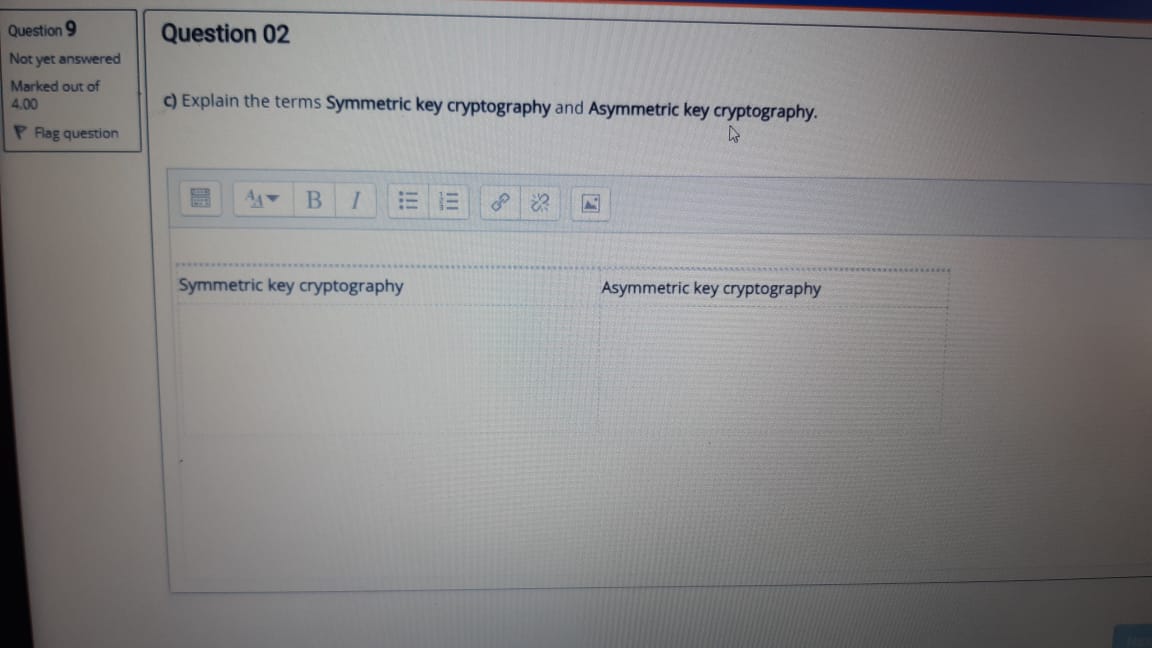 Question 9
Not yet answered
Marked out of
4.00
Flag question
Question 02
c) Explain the terms Symmetric key cryptography and Asymmetric key cryptography.
B I
Symmetric key cryptography
Asymmetric key cryptography